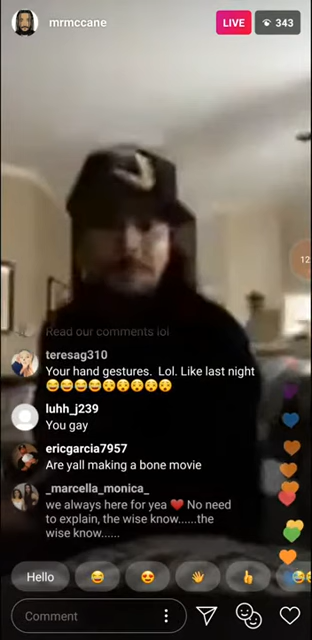 mrmccane
LIVE
343
12
Read our comments lol
teresag310
Your hand gestures. Lol. Like last night
😂😂😂😂😧😧😧😧😧
luhh_j239
You gay
ericgarcia7957
Are yall making a bone movie
_marcella_monica_
we always here for yea ❤️ No need
to explain, the wise know......the
wise know......
Hello
Comment